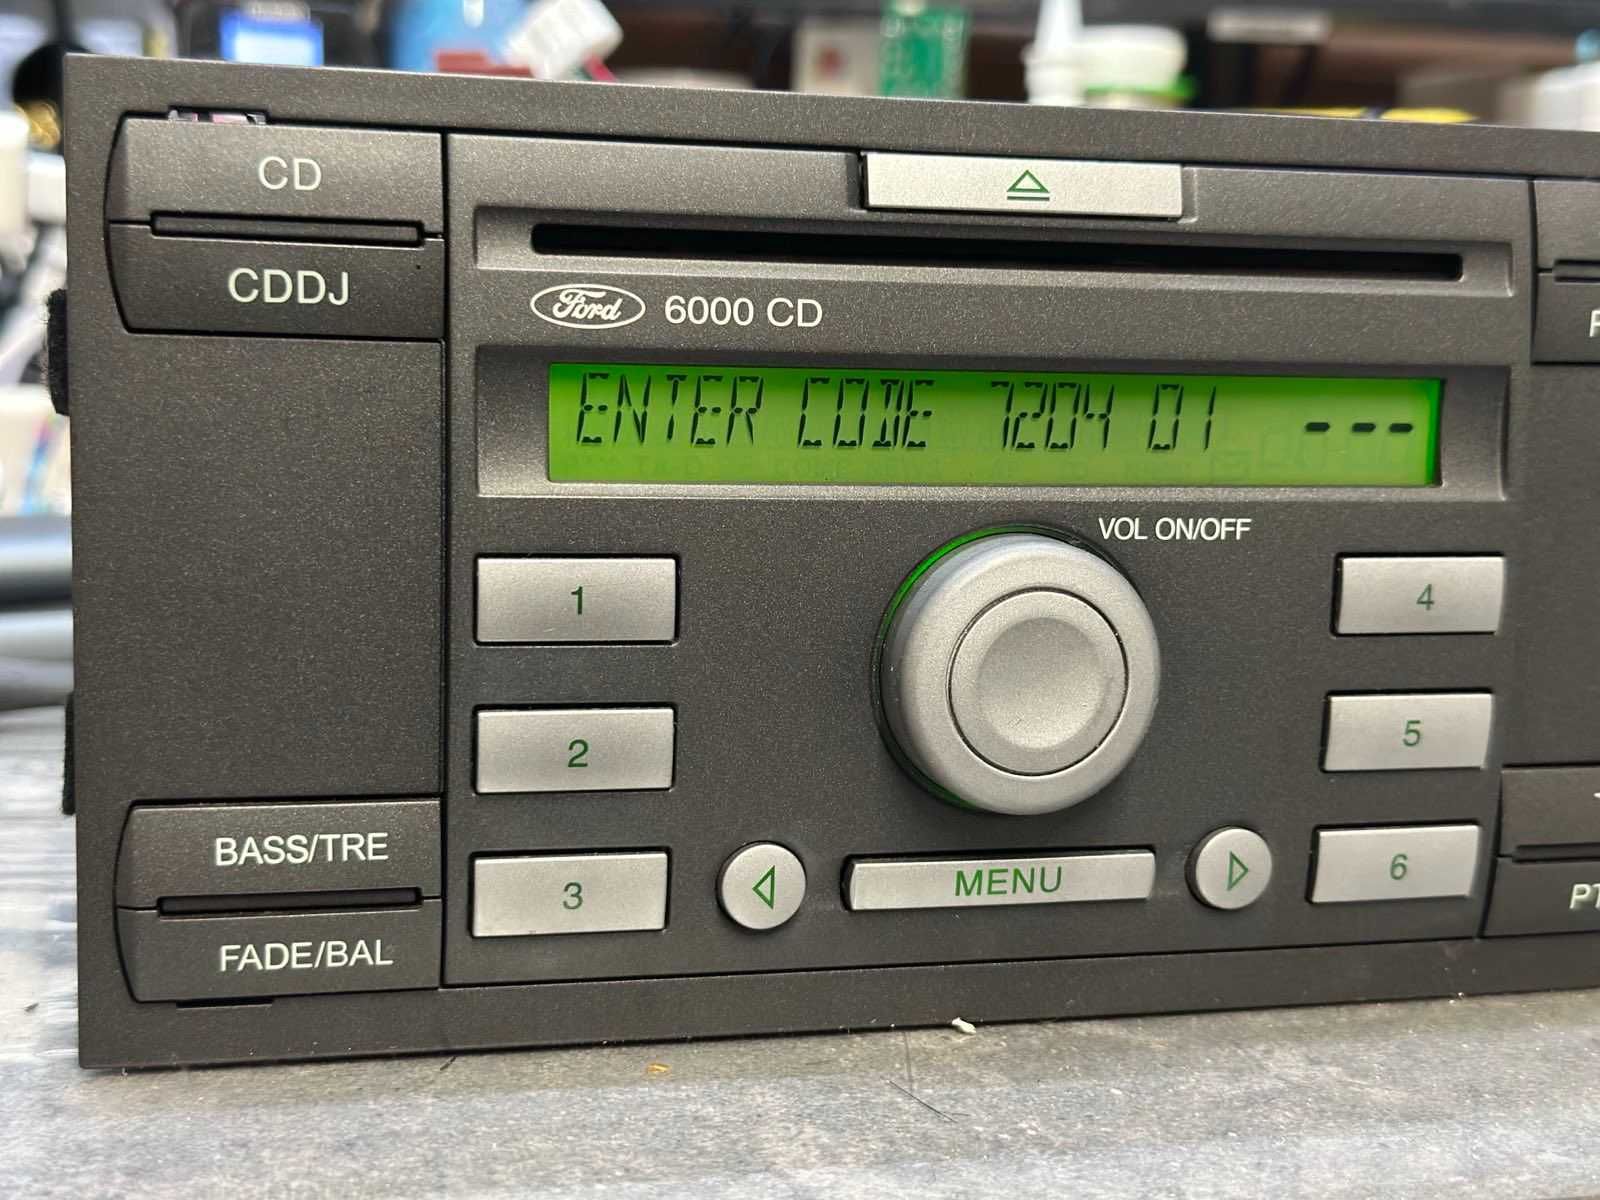 CD
CDDJ
Ford 6000 CD
ENTER CODE 7204 01 ---
VOL ON/OFF
1
4
2
5
3
MENU
6
BASS/TRE
FADE/BAL